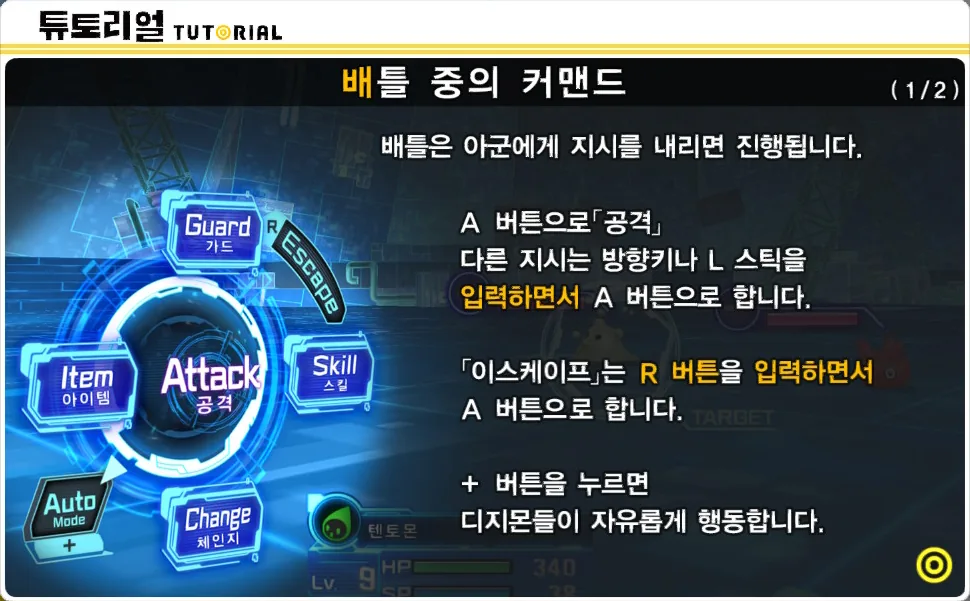 튜토리얼 TUTORIAL
배틀 중의 커맨드
(1/2)
배틀은 아군에게 지시를 내리면 진행됩니다.
A 버튼으로「공격」
다른 지시는 방향키나 L 스틱을
입력하면서 A 버튼으로 합니다.
「이스케이프」는 R 버튼을 입력하면서
A 버튼으로 합니다.
+ 버튼을 누르면
디지몬들이 자유롭게 행동합니다.
Guard
가드
R
Escape
Item
아이템
Attack
공격
Skill
스킬
Auto
Mode
+
Change
체인지
TARGET
텐토몬
Lv. 9
HP 340
SP 38